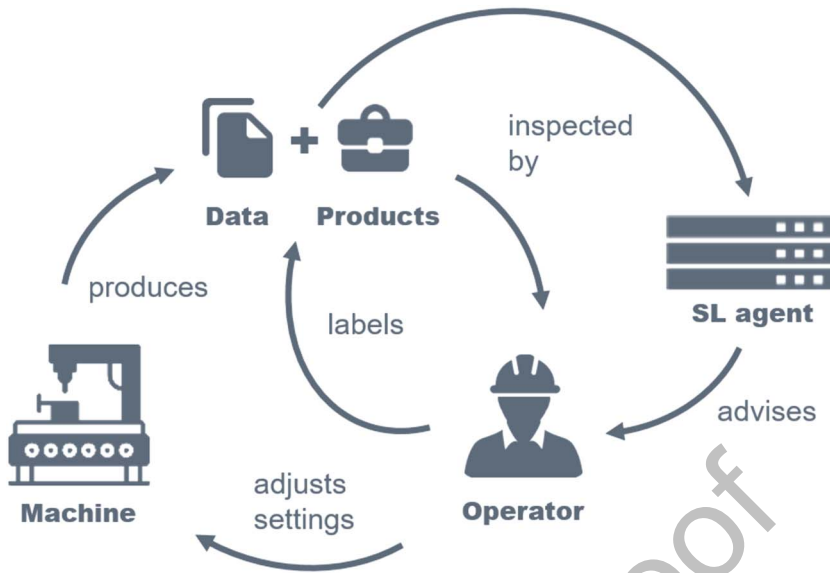 inspected
by
Data
Products
produces
labels
SL agent
advises
adjusts
settings
Machine
Operator